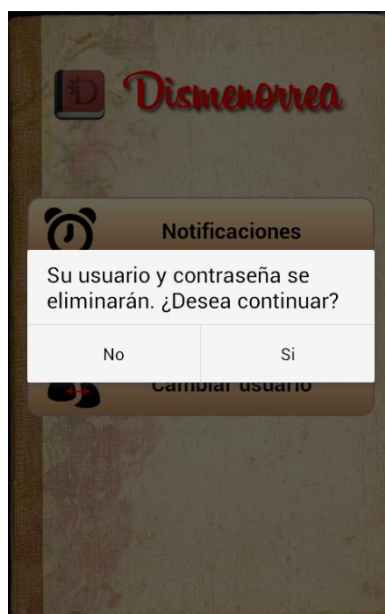 D
Dismenorrea
Notificaciones
Su usuario y contraseña se
eliminarán. ¿Desea continuar?
No
Si
Cambiar usuario